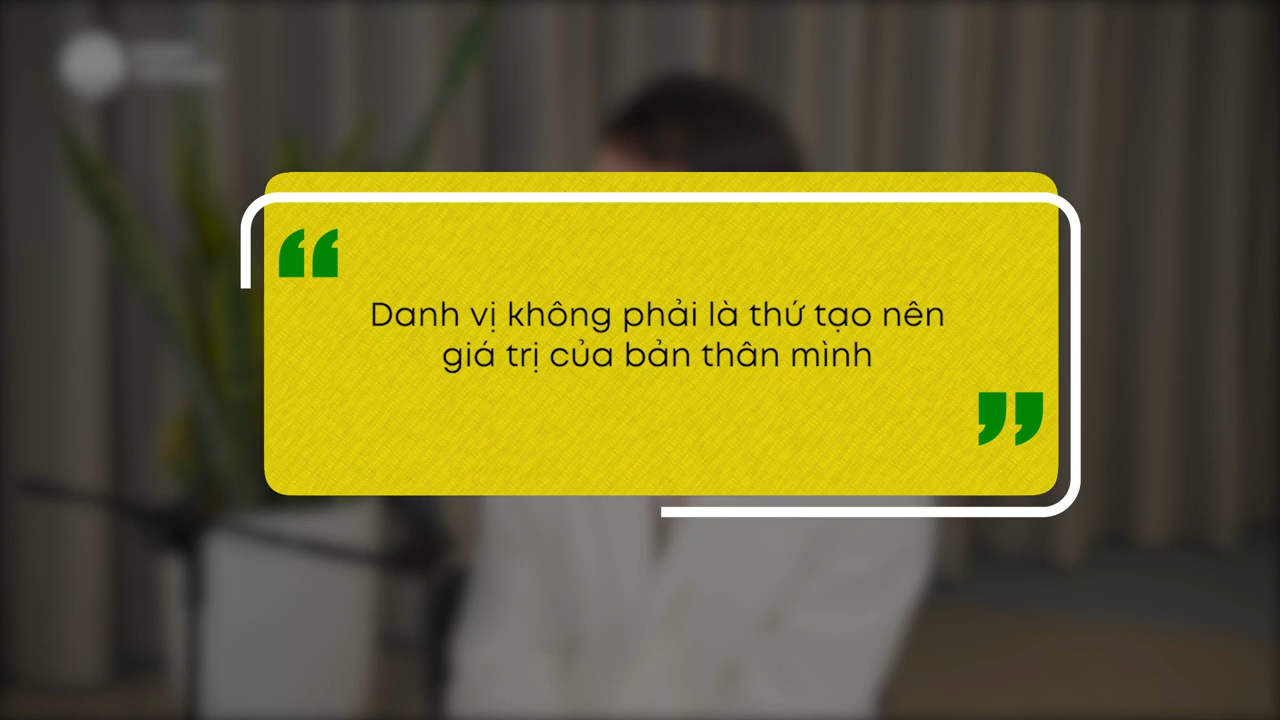 “
Danh vị không phải là thứ tạo nên
giá trị của bản thân mình
”